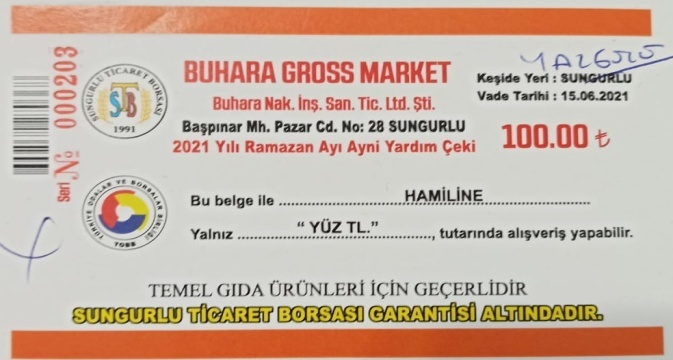 Seri No 000203
SUNGURLU TİCARET BORSASI
STB
1991
BUHARA GROSS MARKET
Buhara Nak. İnş. San. Tic. Ltd. Şti.
Başpınar Mh. Pazar Cd. No: 28 SUNGURLU
2021 Yılı Ramazan Ayı Ayni Yardım Çeki
Keşide Yeri : SUNGURLU
Vade Tarihi : 15.06.2021
100.00 ₺
TÜRKİYE ODALAR VE BORSALAR BİRLİĞİ
TOBB
Bu belge ile ........ HAMİLİNE ........
Yalnız ........ “ YÜZ TL.” ........, tutarında alışveriş yapabilir.
TEMEL GIDA ÜRÜNLERİ İÇİN GEÇERLİDİR
SUNGURLU TİCARET BORSASI GARANTİSİ ALTINDADIR.